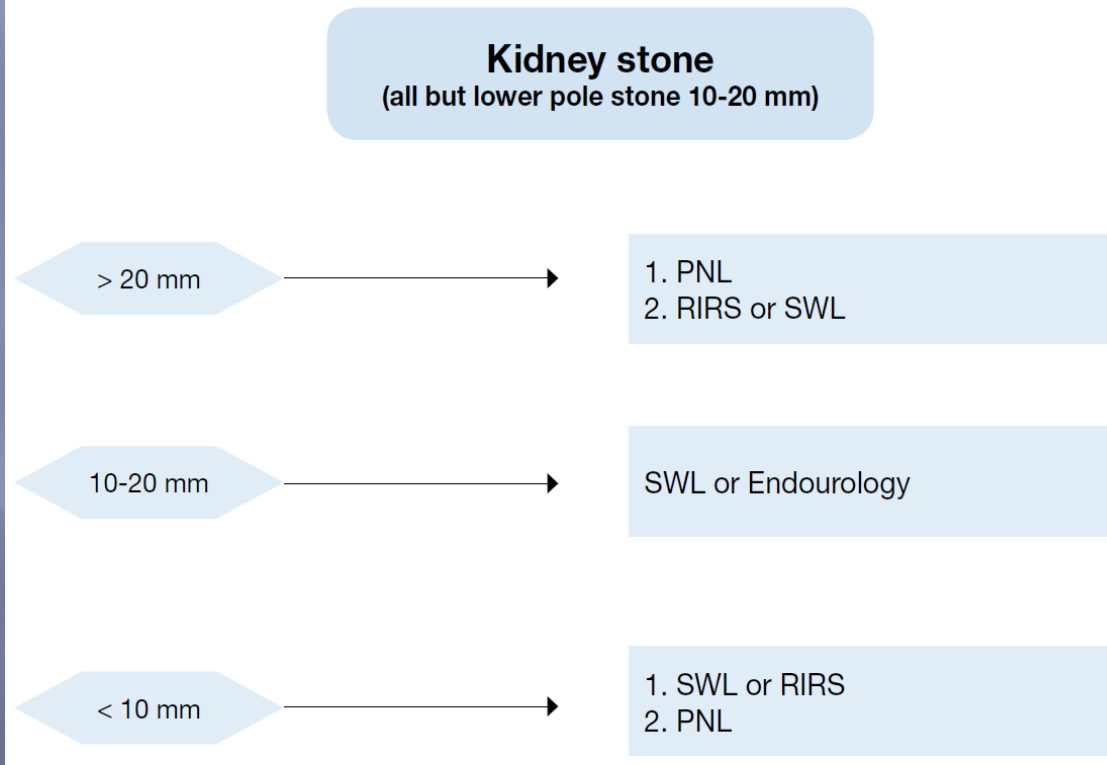 Kidney stone
(all but lower pole stone 10-20 mm)
> 20 mm
1. PNL
2. RIRS or SWL
10-20 mm
SWL or Endourology
< 10 mm
1. SWL or RIRS
2. PNL